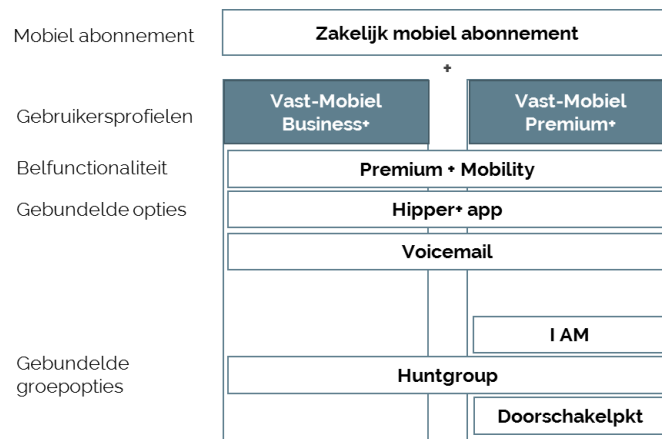 Mobiel abonnement
Zakelijk mobiel abonnement
+
Gebruikersprofielen
Vast-Mobiel
Business+
Vast-Mobiel
Premium+
Belfunctionaliteit
Premium + Mobility
Gebundelde opties
Hipper+ app
Voicemail
I AM
Gebundelde
groepopties
Huntgroup
Doorschakelpkt